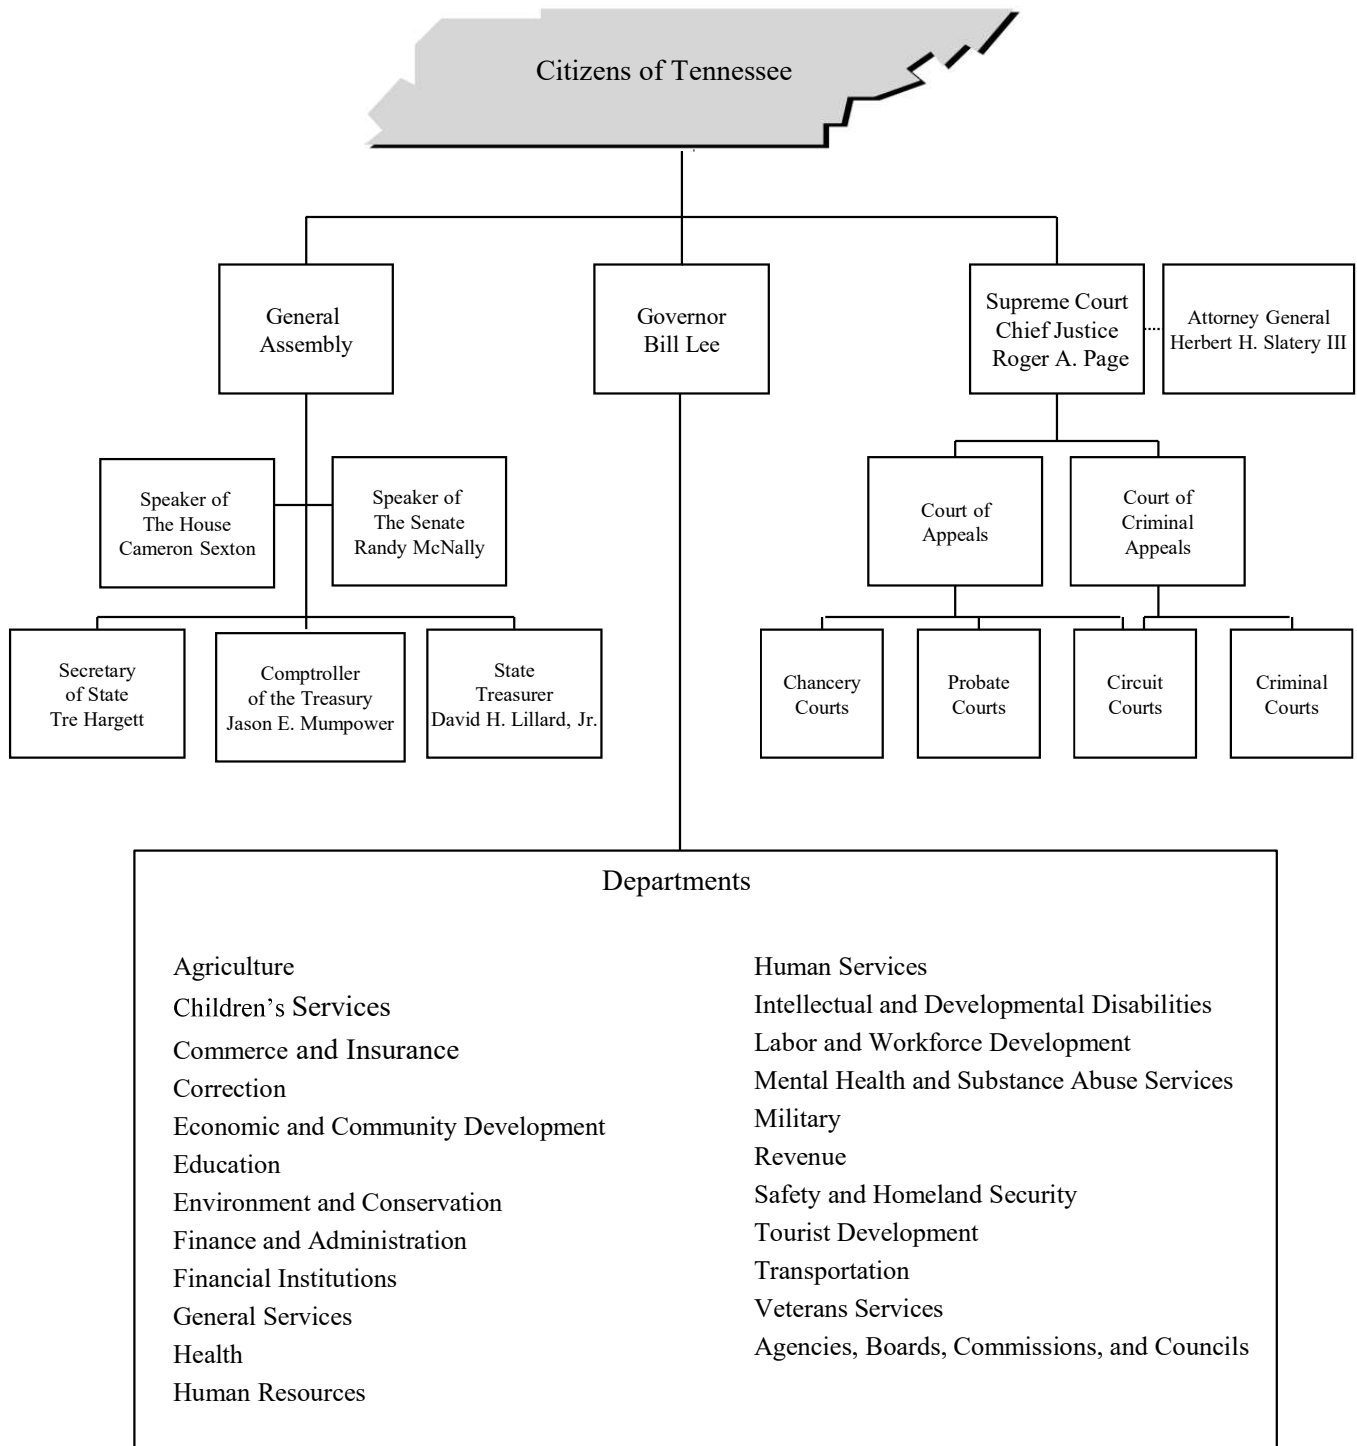 Citizens of Tennessee
General
Assembly
Governor
Bill Lee
Supreme Court
Chief Justice
Roger A. Page
Attorney General
Herbert H. Slatery III
Speaker of
The House
Cameron Sexton
Speaker of
The Senate
Randy McNally
Court of
Appeals
Court of
Criminal
Appeals
Secretary
of State
Tre Hargett
Comptroller
of the Treasury
Jason E. Mumpower
State
Treasurer
David H. Lillard, Jr.
Chancery
Courts
Probate
Courts
Circuit
Courts
Criminal
Courts
Departments
Agriculture
Children’s Services
Commerce and Insurance
Correction
Economic and Community Development
Education
Environment and Conservation
Finance and Administration
Financial Institutions
General Services
Health
Human Resources
Human Services
Intellectual and Developmental Disabilities
Labor and Workforce Development
Mental Health and Substance Abuse Services
Military
Revenue
Safety and Homeland Security
Tourist Development
Transportation
Veterans Services
Agencies, Boards, Commissions, and Councils